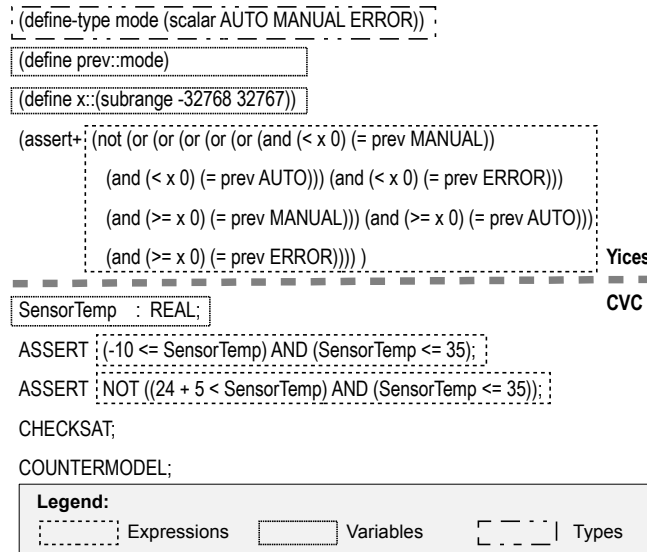 (define-type mode (scalar AUTO MANUAL ERROR))
(define prev::mode)
(define x::(subrange -32768 32767))
(assert+ (not (or (or (or (or (or (and (< x 0) (= prev MANUAL))
(and (< x 0) (= prev AUTO))) (and (< x 0) (= prev ERROR)))
(and (>= x 0) (= prev MANUAL))) (and (>= x 0) (= prev AUTO)))
(and (>= x 0) (= prev ERROR)))) )
Yices
CVC
SensorTemp : REAL;
ASSERT (-10 <= SensorTemp) AND (SensorTemp <= 35);
ASSERT NOT ((24 + 5 < SensorTemp) AND (SensorTemp <= 35));
CHECKSAT;
COUNTERMODEL;
Legend:
Expressions Variables Types